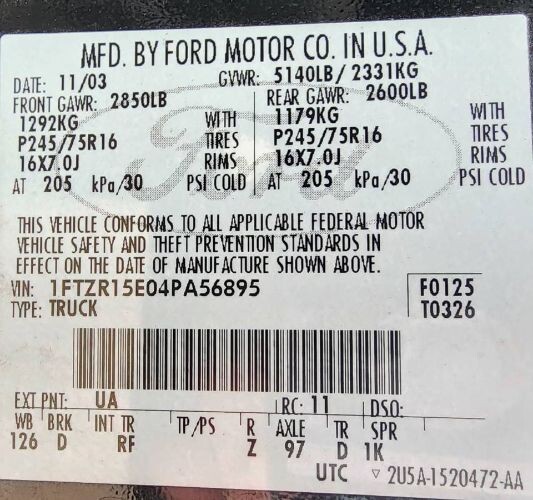 MFD. BY FORD MOTOR CO. IN U.S.A.
DATE: 11/03 GVWR: 5140LB/ 2331KG
FRONT GAWR: 2850LB REAR GAWR: 2600LB
1292KG WITH 1179KG WITH
P245/75R16 TIRES P245/75R16 TIRES
16X7.0J RIMS 16X7.0J RIMS
AT 205 kPa/30 PSI COLD AT 205 kPa/30 PSI COLD
THIS VEHICLE CONFORMS TO ALL APPLICABLE FEDERAL MOTOR
VEHICLE SAFETY AND THEFT PREVENTION STANDARDS IN
EFFECT ON THE DATE OF MANUFACTURE SHOWN ABOVE.
VIN: 1FTZR15E04PA56895 F0125
TYPE: TRUCK T0326
EXT PNT: UA RC: 11 DSO:
WB BRK INT TR TP/PS R AXLE TR SPR
126 D RF Z 97 D 1K
UTC ▽ 2U5A-1520472-AA
Ford